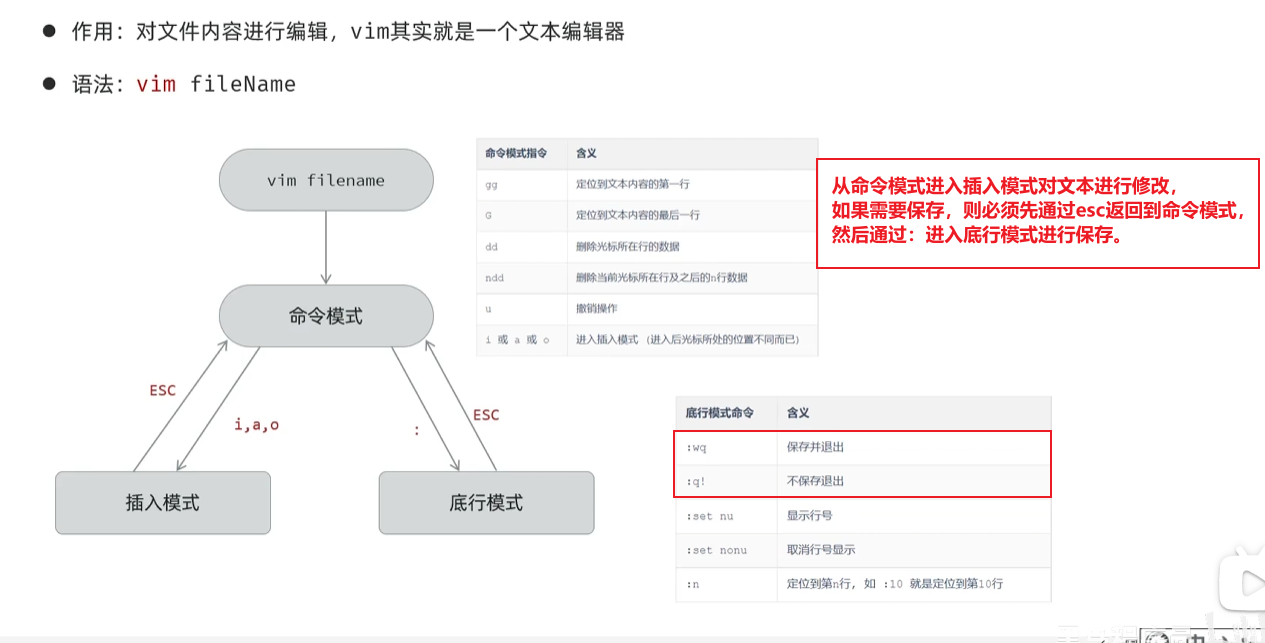 ● 作用：对文件内容进行编辑，vim其实就是一个文本编辑器
● 语法：vim fileName
vim filename
命令模式
ESC
i,a,o
:
ESC
插入模式
底行模式
命令模式指令 含义
gg 定位到文本内容的第一行
G 定位到文本内容的最后一行
dd 删除光标所在行的数据
ndd 删除当前光标所在行及之后的n行数据
u 撤销操作
i 或 a 或 o 进入插入模式（进入后光标所处的位置不同而已）
从命令模式进入插入模式对文本进行修改，
如果需要保存，则必须先通过esc返回到命令模式，
然后通过：进入底行模式进行保存。
底行模式命令 含义
:wq 保存并退出
:q! 不保存退出
:set nu 显示行号
:set nonu 取消行号显示
:n 定位到第n行，如 :10 就是定位到第10行